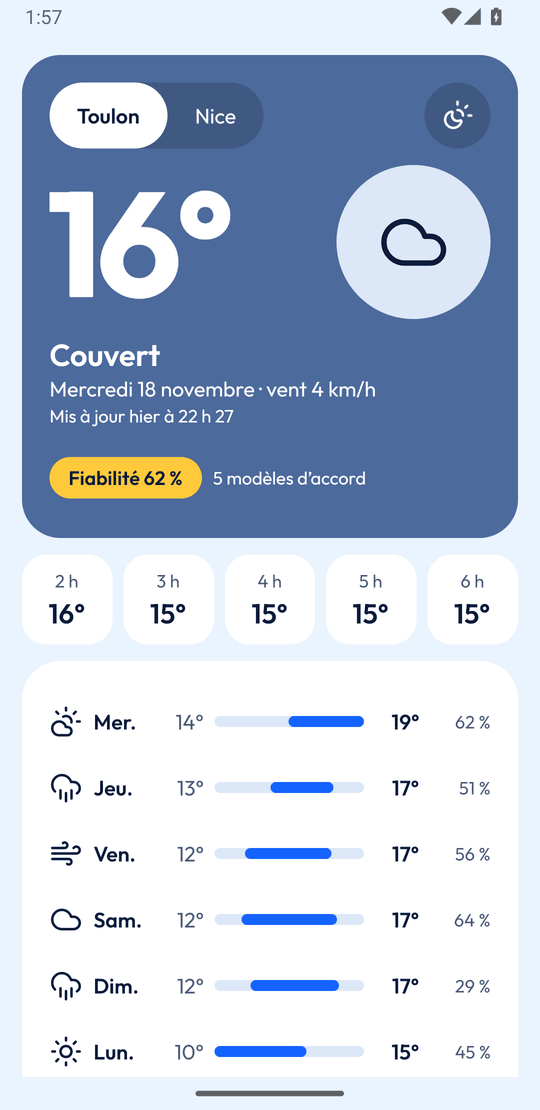 1:57
Toulon Nice
16°
Couvert
Mercredi 18 novembre · vent 4 km/h
Mis à jour hier à 22 h 27
Fiabilité 62 % 5 modèles d’accord
2 h 3 h 4 h 5 h 6 h
16° 15° 15° 15° 15°
Mer. 14° 19° 62 %
Jeu. 13° 17° 51 %
Ven. 12° 17° 56 %
Sam. 12° 17° 64 %
Dim. 12° 17° 29 %
Lun. 10° 15° 45 %